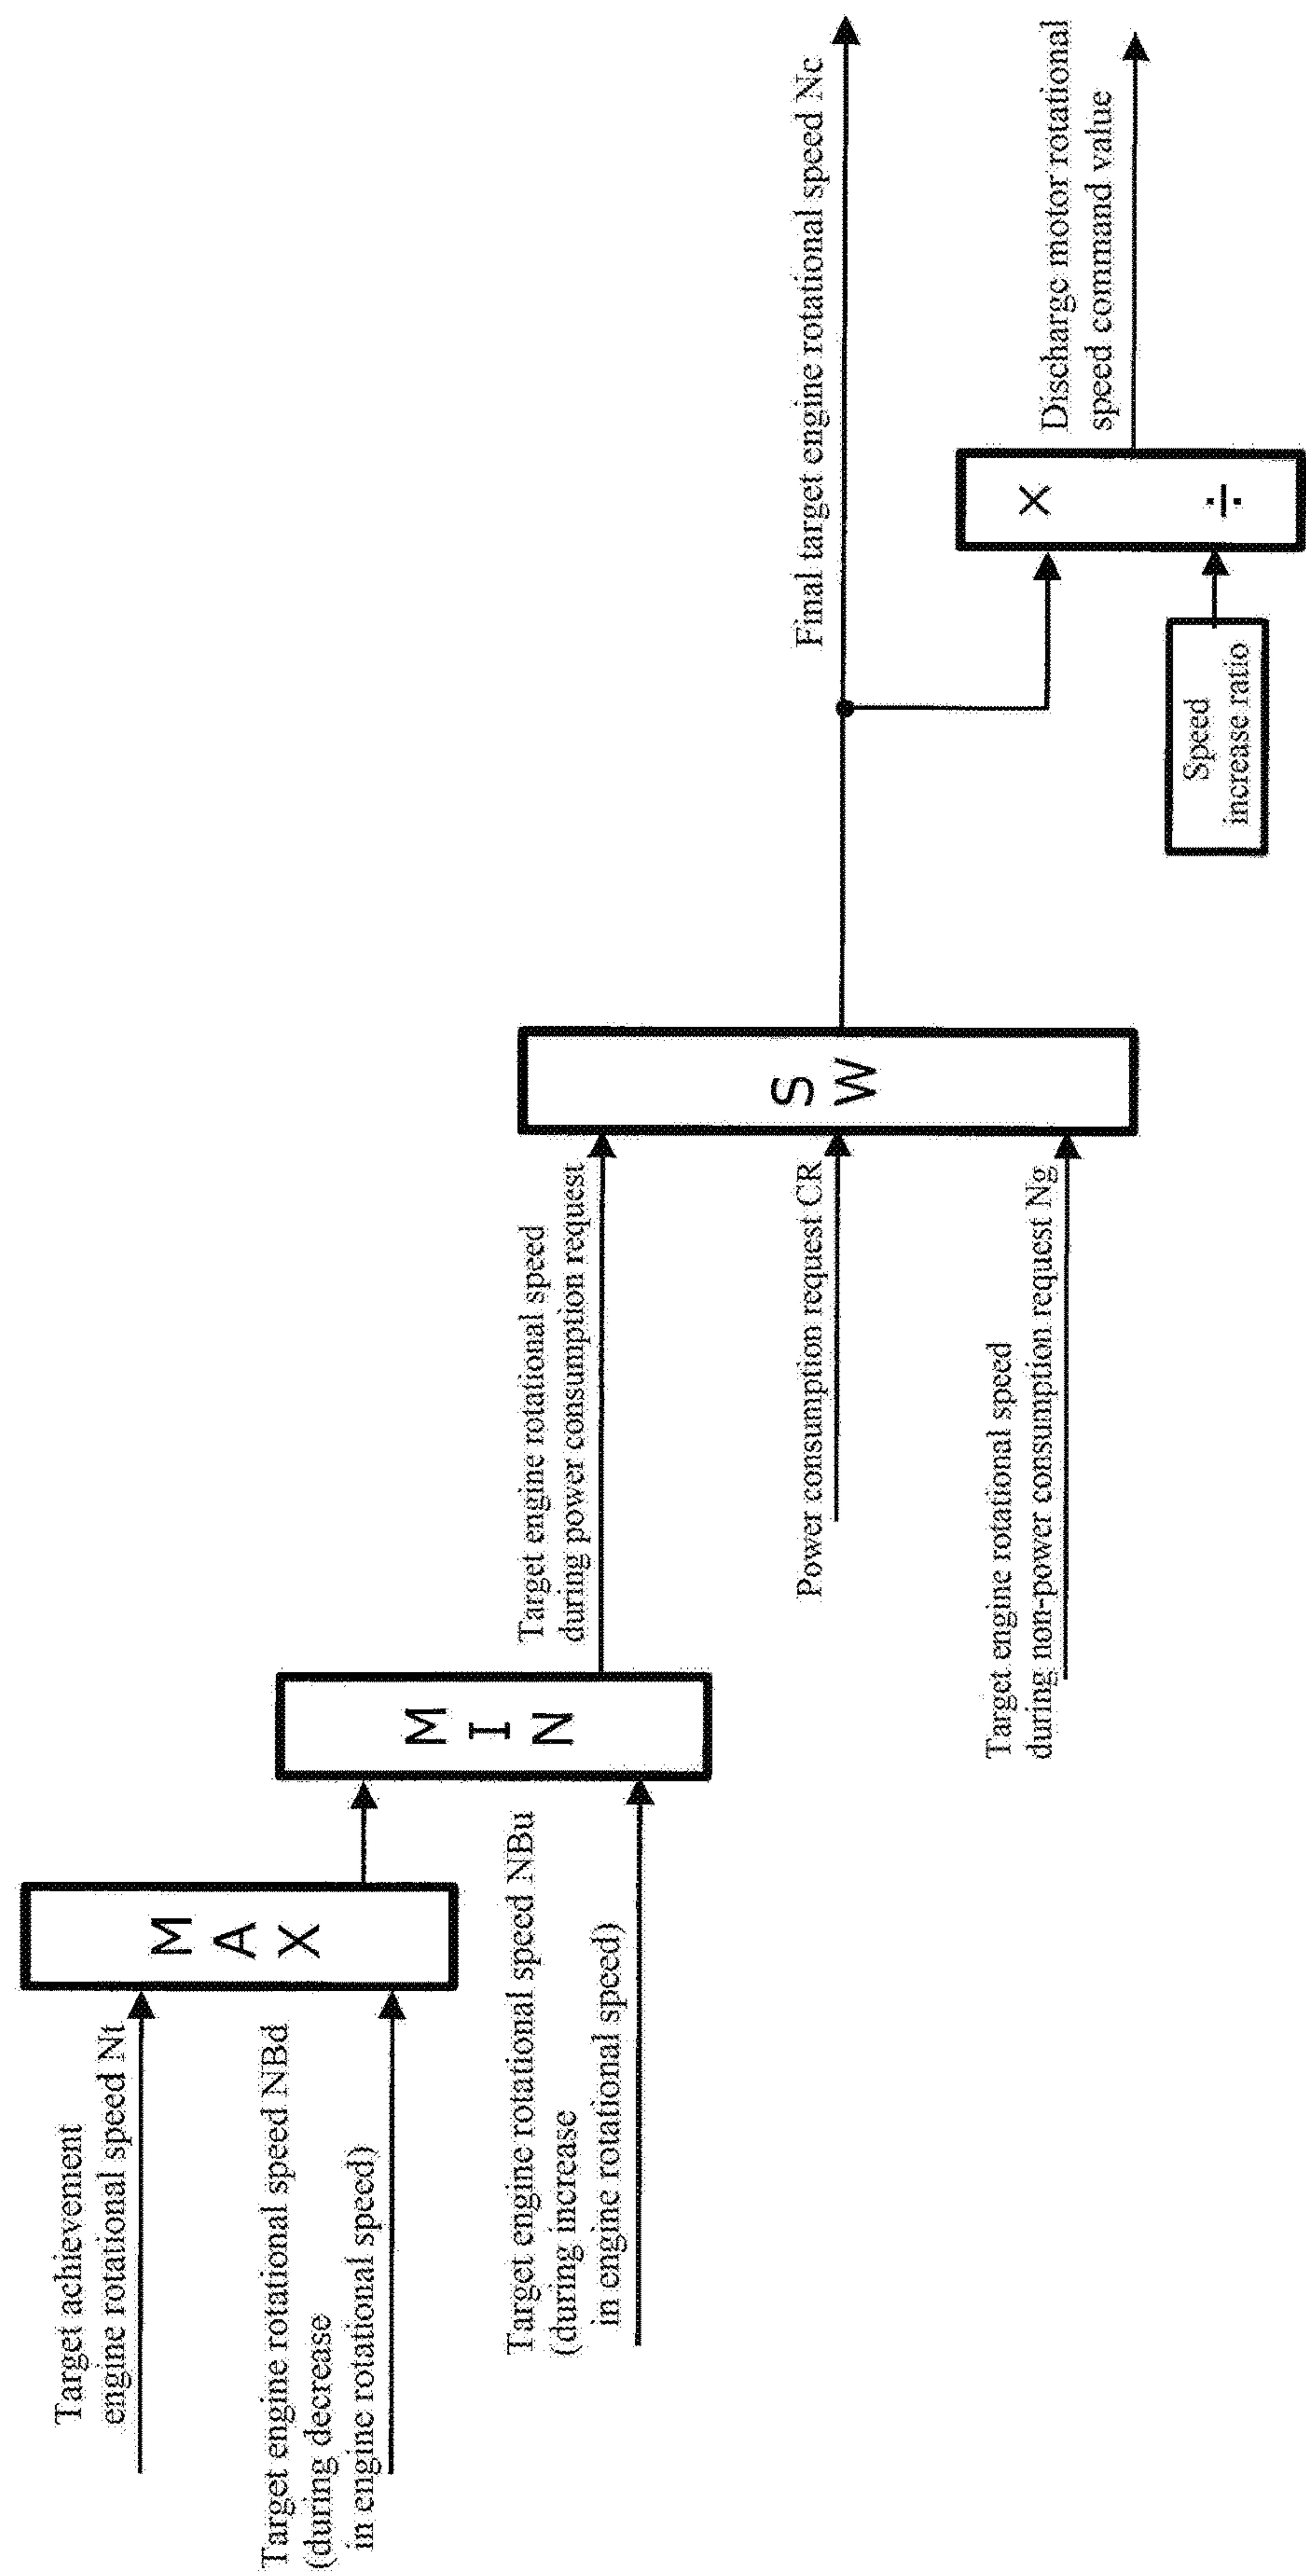 Target achievement
engine rotational speed Nt
Target engine rotational speed NBd
(during decrease
in engine rotational speed)
M
A
X
Target engine rotational speed NBu
(during increase
in engine rotational speed)
M
I
N
Target engine rotational speed
during power consumption request
Power consumption request CR
Target engine rotational speed
during non-power consumption request Ng
S
W
Final target engine rotational speed Nc
Speed
increase ratio
×
÷
Discharge motor rotational
speed command value